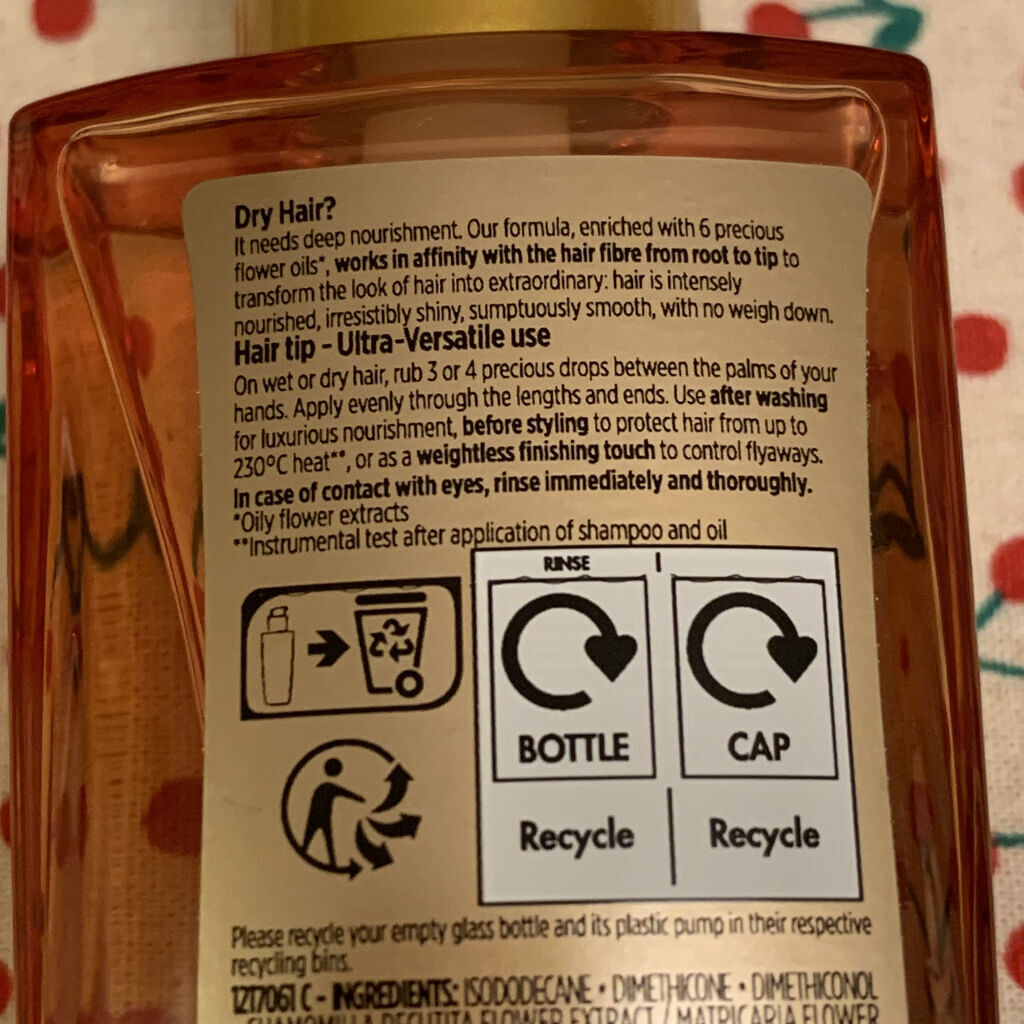 Dry Hair?
It needs deep nourishment. Our formula, enriched with 6 precious
flower oils*, works in affinity with the hair fibre from root to tip to
transform the look of hair into extraordinary: hair is intensely
nourished, irresistibly shiny, sumptuously smooth, with no weigh down.
Hair tip - Ultra-Versatile use
On wet or dry hair, rub 3 or 4 precious drops between the palms of your
hands. Apply evenly through the lengths and ends. Use after washing
for luxurious nourishment, before styling to protect hair from up to
230°C heat**, or as a weightless finishing touch to control flyaways.
In case of contact with eyes, rinse immediately and thoroughly.
*Oily flower extracts
**Instrumental test after application of shampoo and oil
RINSE
BOTTLE
CAP
Recycle
Recycle
Please recycle your empty glass bottle and its plastic pump in their respective
recycling bins.
1217061 C - INGREDIENTS: ISODODECANE • DIMETHICONE • DIMETHICONOL
• CHAMOMILLA RECUTITA FLOWER EXTRACT / MATRICARIA FLOWER